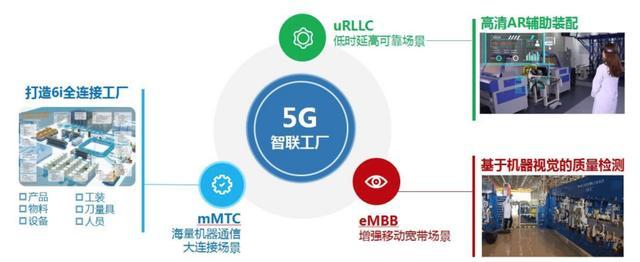 uRLLC
低时延高可靠场景
高清AR辅助装配
打造6i全连接工厂
5G
智联工厂
产品
工装
物料
刀量具
设备
人员
mMTC
海量机器通信
大连接场景
eMBB
增强移动宽带场景
基于机器视觉的质量检测